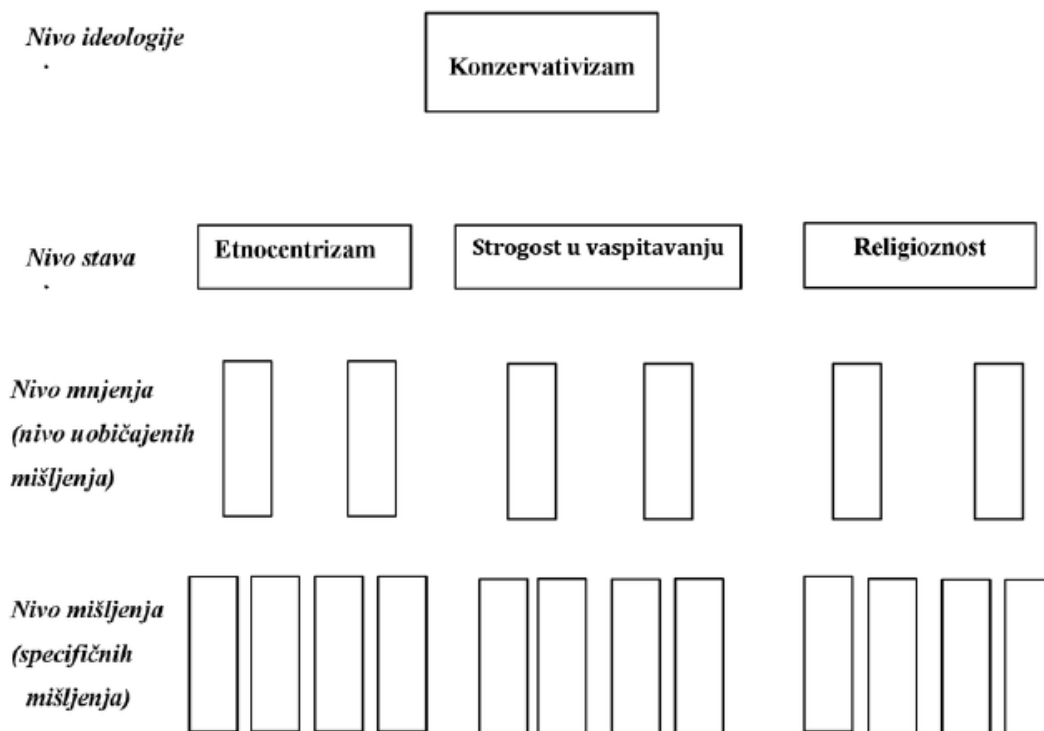 Nivo ideologije
Konzervativizam
Nivo stava
Etnocentrizam
Strogost u vaspitavanju
Religioznost
Nivo mnjenja
(nivo uobičajenih
mišljenja)
Nivo mišljenja
(specifičnih
mišljenja)